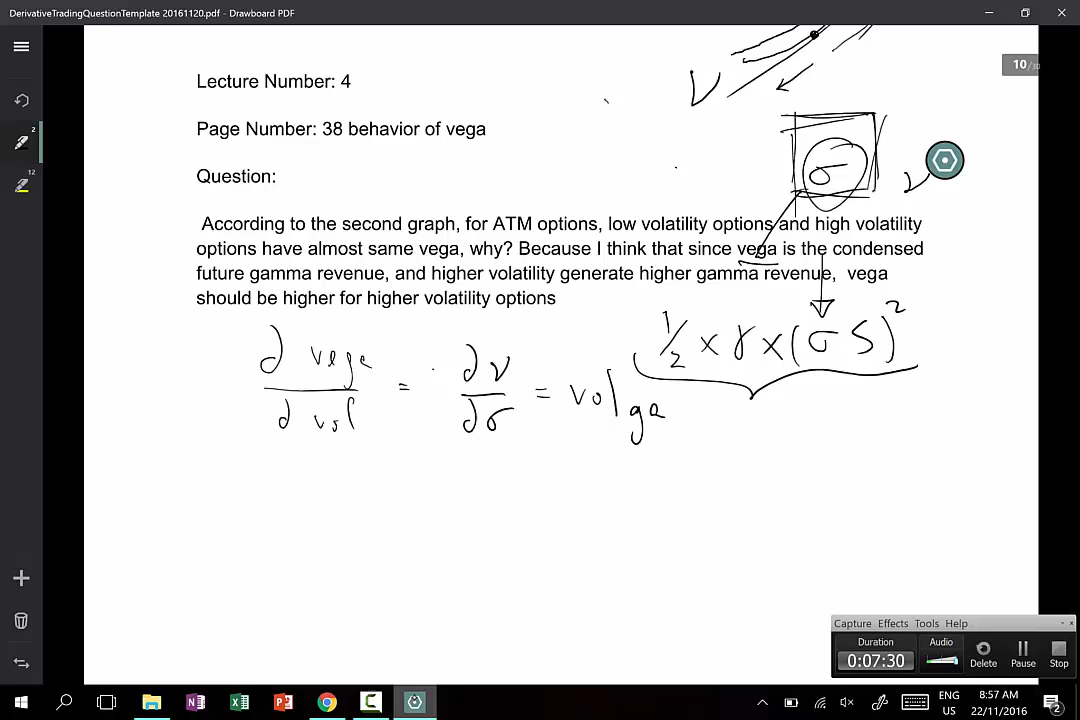 DerivativeTradingQuestionTemplate 20161120.pdf - Drawboard PDF
10/30
2
12
Lecture Number: 4
Page Number: 38 behavior of vega
Question:
According to the second graph, for ATM options, low volatility options and high volatility
options have almost same vega, why? Because I think that since vega is the condensed
future gamma revenue, and higher volatility generate higher gamma revenue, vega
should be higher for higher volatility options
ν
σ
ν
1/2 × γ × (σ S)²
∂ vega / ∂ vol = ∂ν / ∂σ = volga
Capture Effects Tools Help
Duration
0:07:30
Audio
Delete
Pause
Stop
ENG
US
8:57 AM
22/11/2016
2